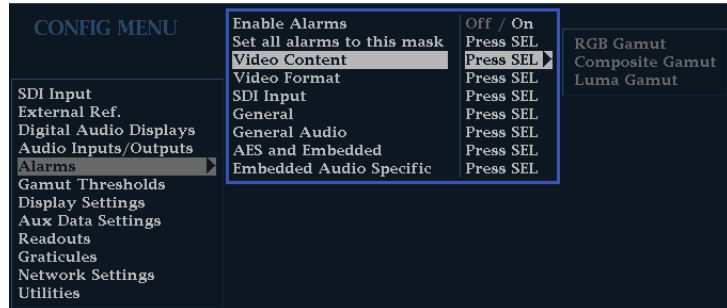 CONFIG MENU
SDI Input
External Ref.
Digital Audio Displays
Audio Inputs/Outputs
Alarms
Gamut Thresholds
Display Settings
Aux Data Settings
Readouts
Graticules
Network Settings
Utilities
Enable Alarms Off / On
Set all alarms to this mask Press SEL
Video Content Press SEL
Video Format Press SEL
SDI Input Press SEL
General Press SEL
General Audio Press SEL
AES and Embedded Press SEL
Embedded Audio Specific Press SEL
RGB Gamut
Composite Gamut
Luma Gamut